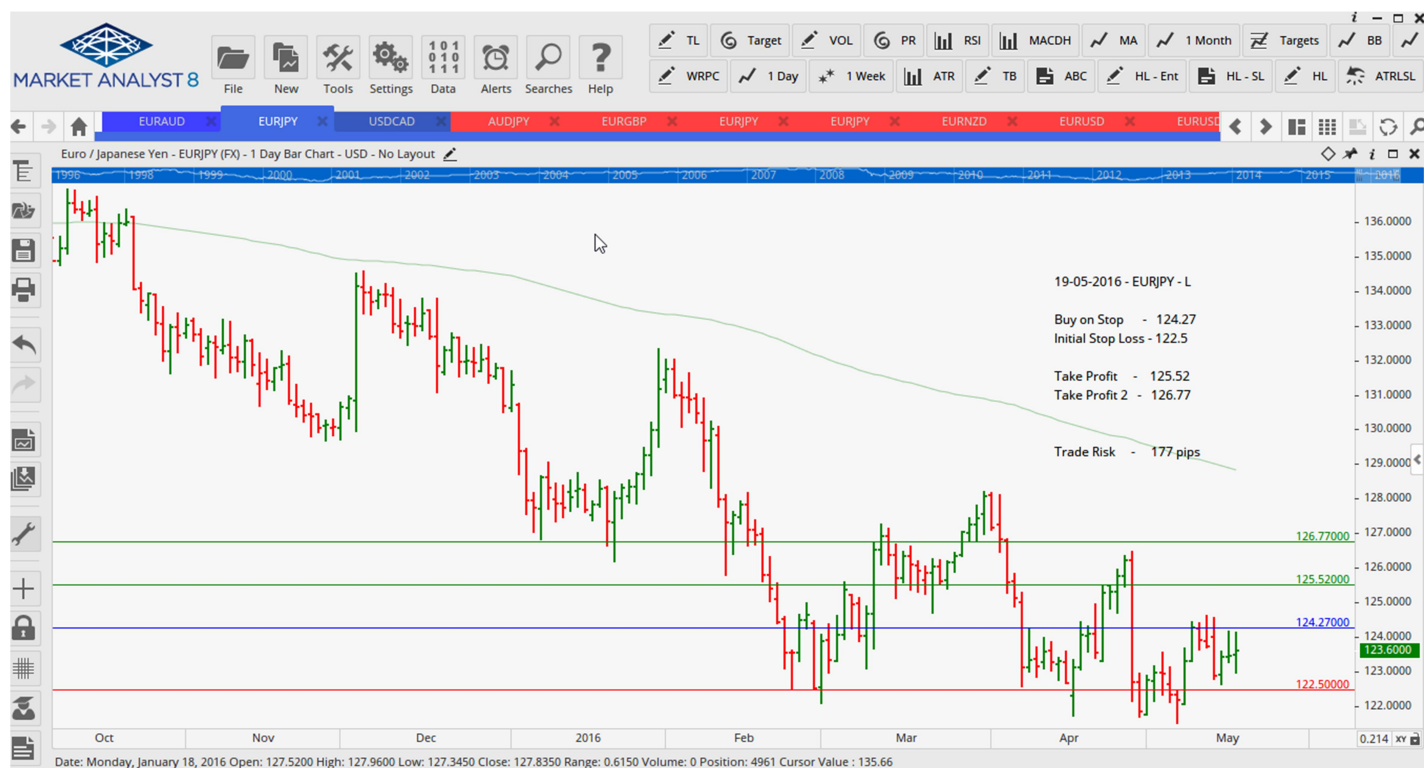 MARKET ANALYST 8
File New Tools Settings Data Alerts Searches Help
101
010
111
TL Target VOL PR RSI MACDH MA 1 Month Targets BB
WRPC 1 Day 1 Week ATR TB ABC HL - Ent HL - SL HL ATRLSL
EURAUD EURJPY USDCAD AUDJPY EURGBP EURJPY EURJPY EURNZD EURUSD EURUSD
Euro / Japanese Yen - EURJPY (FX) - 1 Day Bar Chart - USD - No Layout
1996 1998 1999 2000 2001 2002 2003 2004 2005 2006 2007 2008 2009 2010 2011 2012 2013 2014 2015 2016
136.0000
135.0000
134.0000
133.0000
132.0000
131.0000
130.0000
129.0000
128.0000
127.0000
126.0000
125.0000
124.0000
123.6000
123.0000
122.0000
19-05-2016 - EURJPY - L
Buy on Stop - 124.27
Initial Stop Loss - 122.5
Take Profit - 125.52
Take Profit 2 - 126.77
Trade Risk - 177 pips
126.77000
125.52000
124.27000
122.50000
Oct Nov Dec 2016 Feb Mar Apr May
0.214 XY
Date: Monday, January 18, 2016 Open: 127.5200 High: 127.9600 Low: 127.3450 Close: 127.8350 Range: 0.6150 Volume: 0 Position: 4961 Cursor Value : 135.66